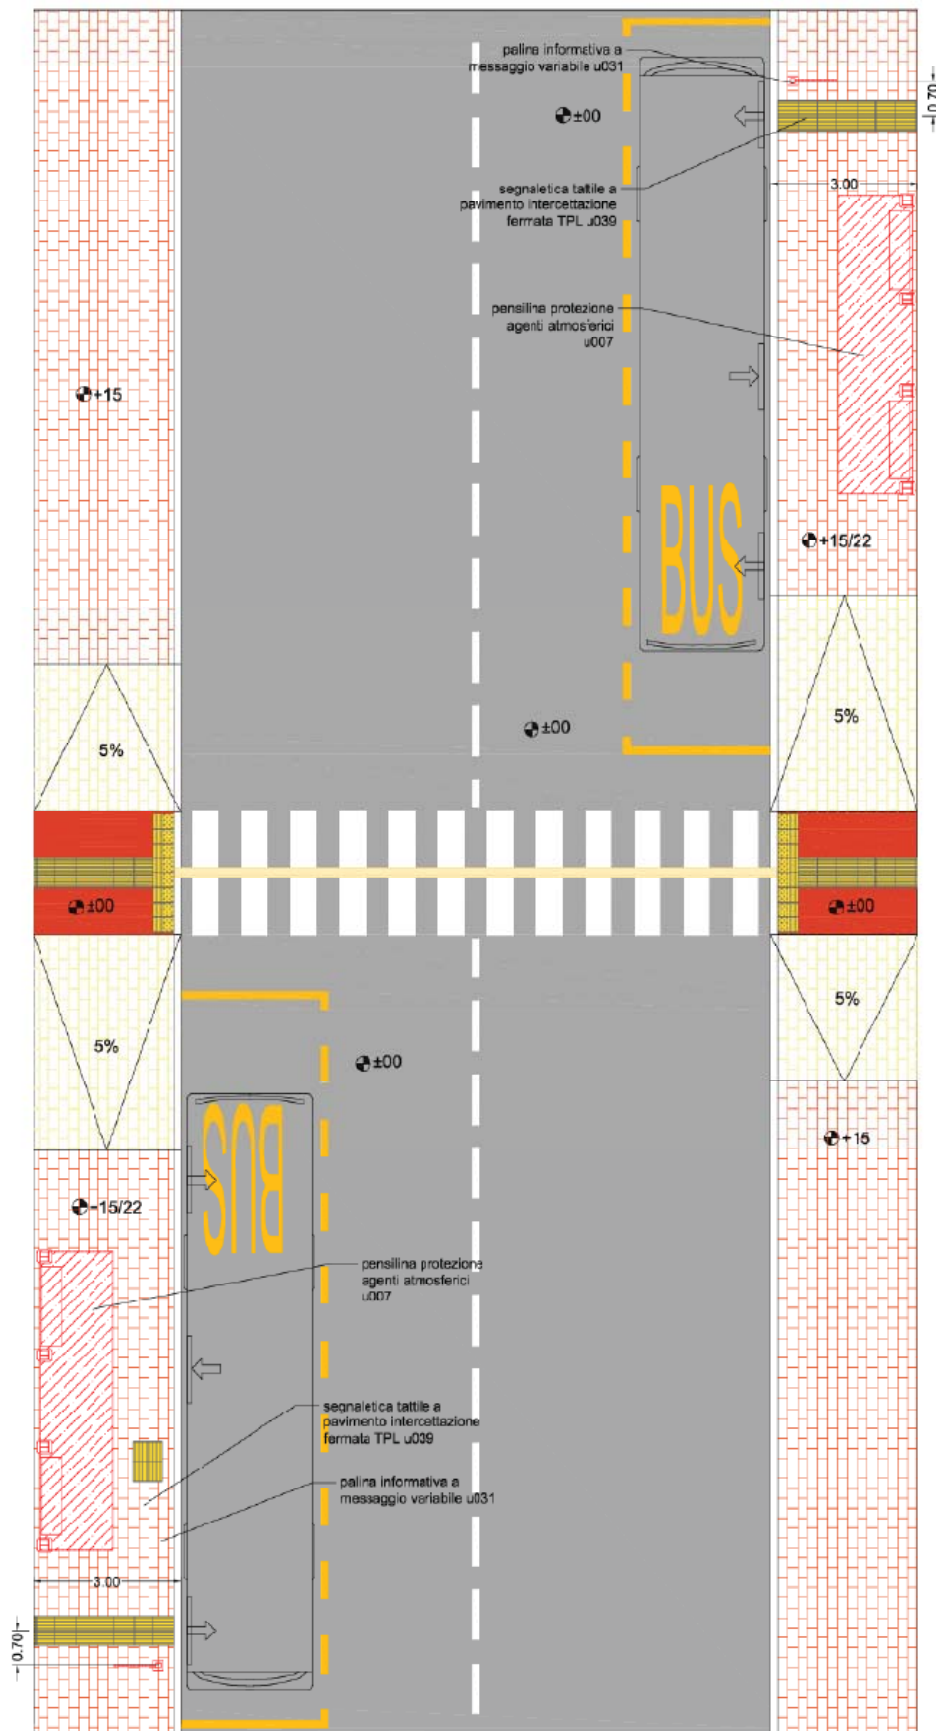 palina informativa a
messaggio variabile u031
0.70
±00
segnaletica tattile a
pavimento intercettazione
fermata TPL u039
3.00
pensilina protezione
agenti atmosferici
u007
+15
BUS
+15/22
±00
5%
5%
±00
±00
5%
5%
±00
BUS
+15
-15/22
pensilina protezione
agenti atmosferici
u007
segnaletica tattile a
pavimento intercettazione
fermata TPL u039
palina informativa a
messaggio variabile u031
3.00
0.70